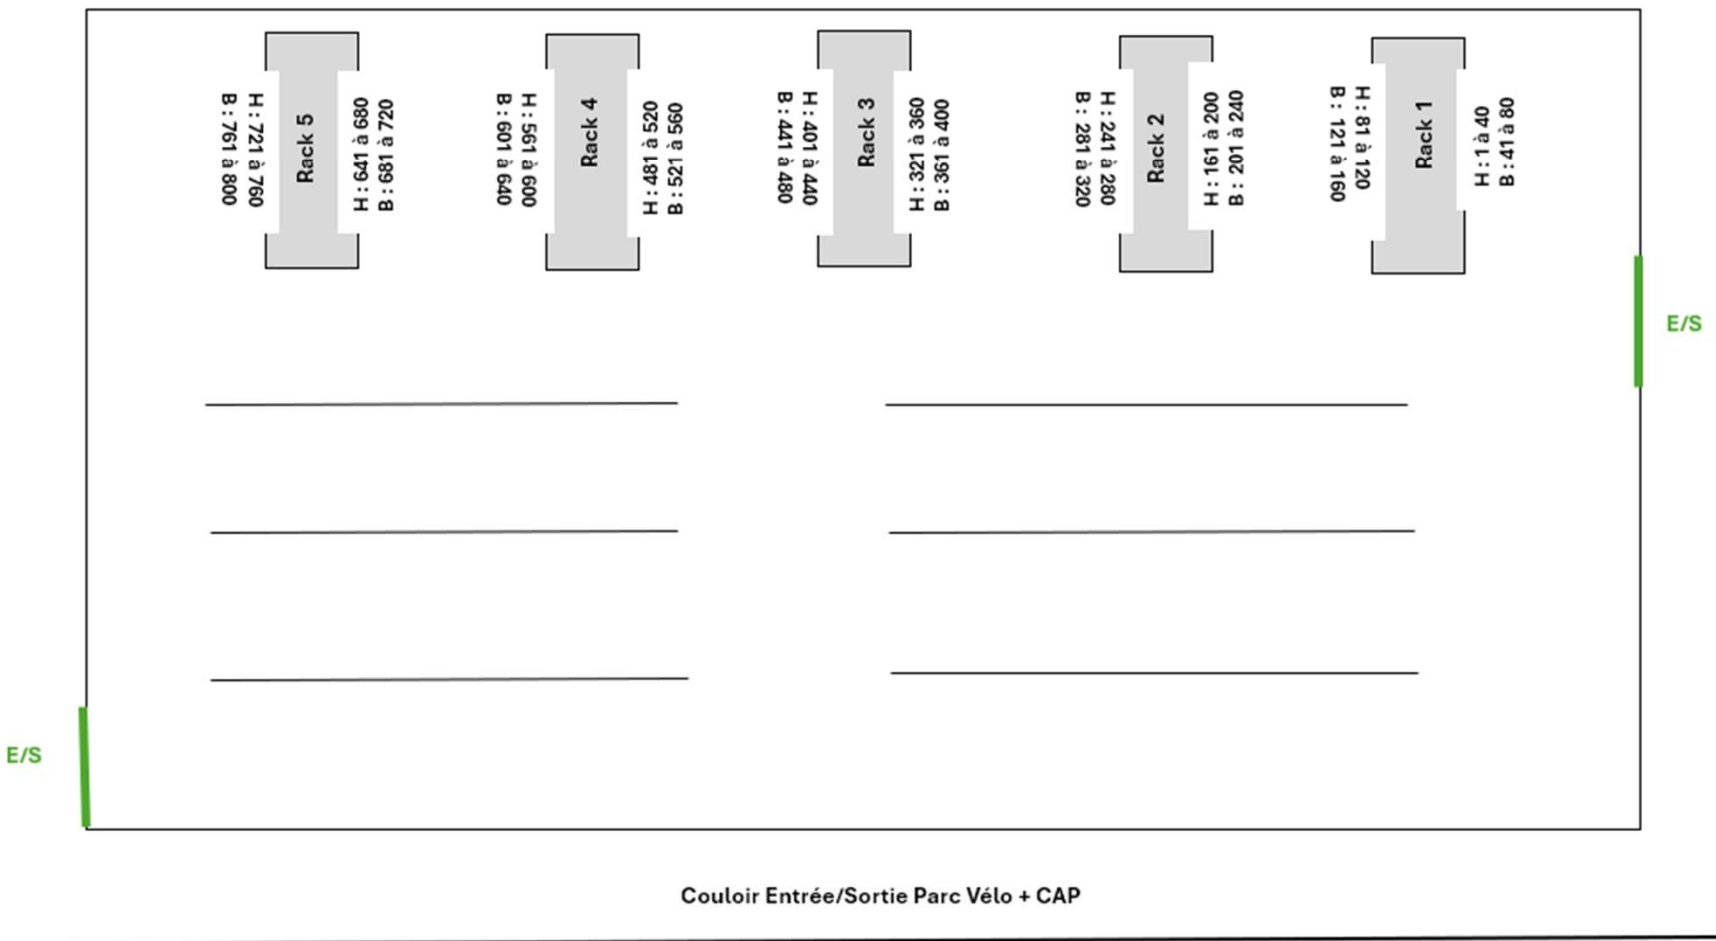 B : 761 à 800
H : 721 à 760
Rack 5
H : 641 à 680
B : 681 à 720
B : 601 à 640
H : 561 à 600
Rack 4
H : 481 à 520
B : 521 à 560
B : 441 à 480
H : 401 à 440
Rack 3
H : 321 à 360
B : 361 à 400
B : 281 à 320
H : 241 à 280
Rack 2
H : 161 à 200
B : 201 à 240
B : 121 à 160
H : 81 à 120
Rack 1
H : 1 à 40
B : 41 à 80
E/S
E/S
Couloir Entrée/Sortie Parc Vélo + CAP